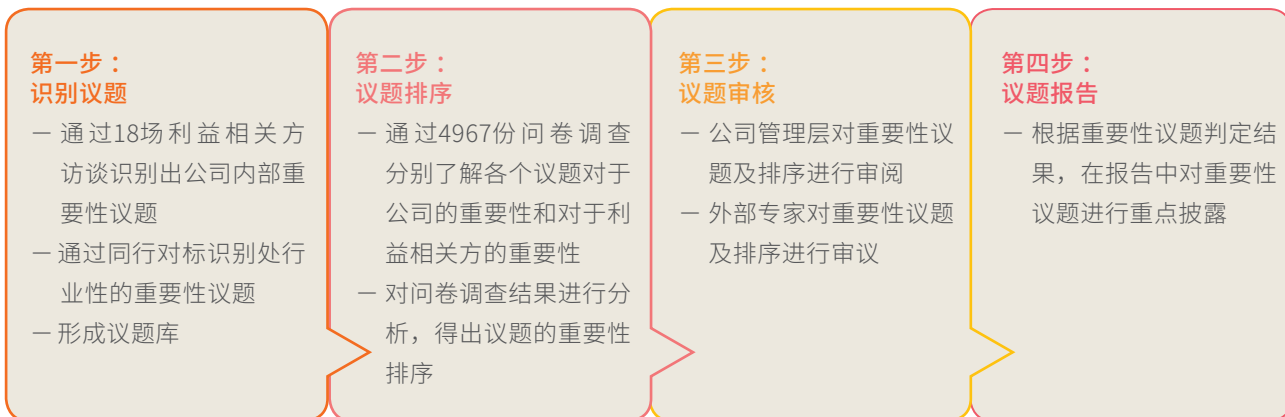 第一步：
识别议题
— 通过18场利益相关方
访谈识别出公司内部重
要性议题
— 通过同行对标识别处行
业性的重要性议题
— 形成议题库
第二步：
议题排序
— 通过4967份问卷调查
分别了解各个议题对于
公司的重要性和对于利
益相关方的重要性
— 对问卷调查结果进行分
析，得出议题的重要性
排序
第三步：
议题审核
— 公司管理层对重要性议
题及排序进行审阅
— 外部专家对重要性议题
及排序进行审议
第四步：
议题报告
— 根据重要性议题判定结
果，在报告中对重要性
议题进行重点披露